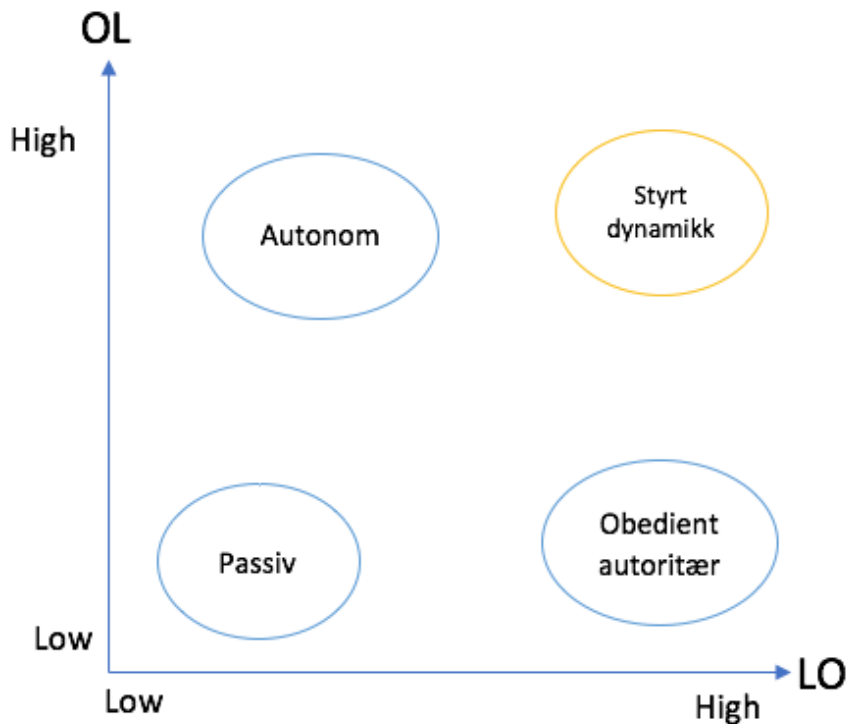 OL
High
Autonom
Styrt
dynamikk
Passiv
Obedient
autoritær
Low
Low
High
LO